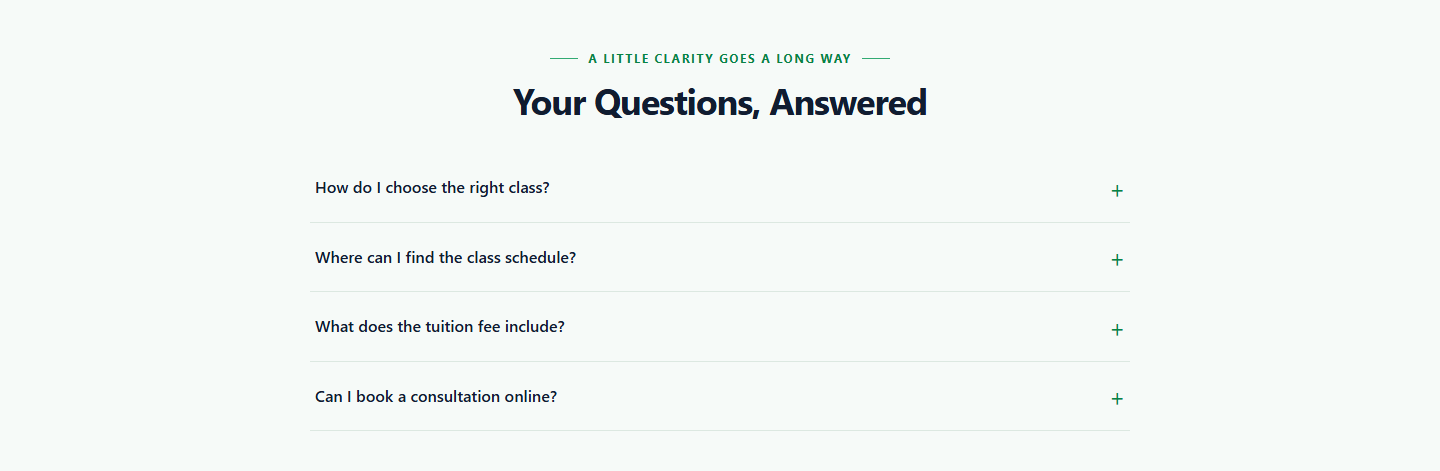 A LITTLE CLARITY GOES A LONG WAY
Your Questions, Answered
How do I choose the right class? +
Where can I find the class schedule? +
What does the tuition fee include? +
Can I book a consultation online? +